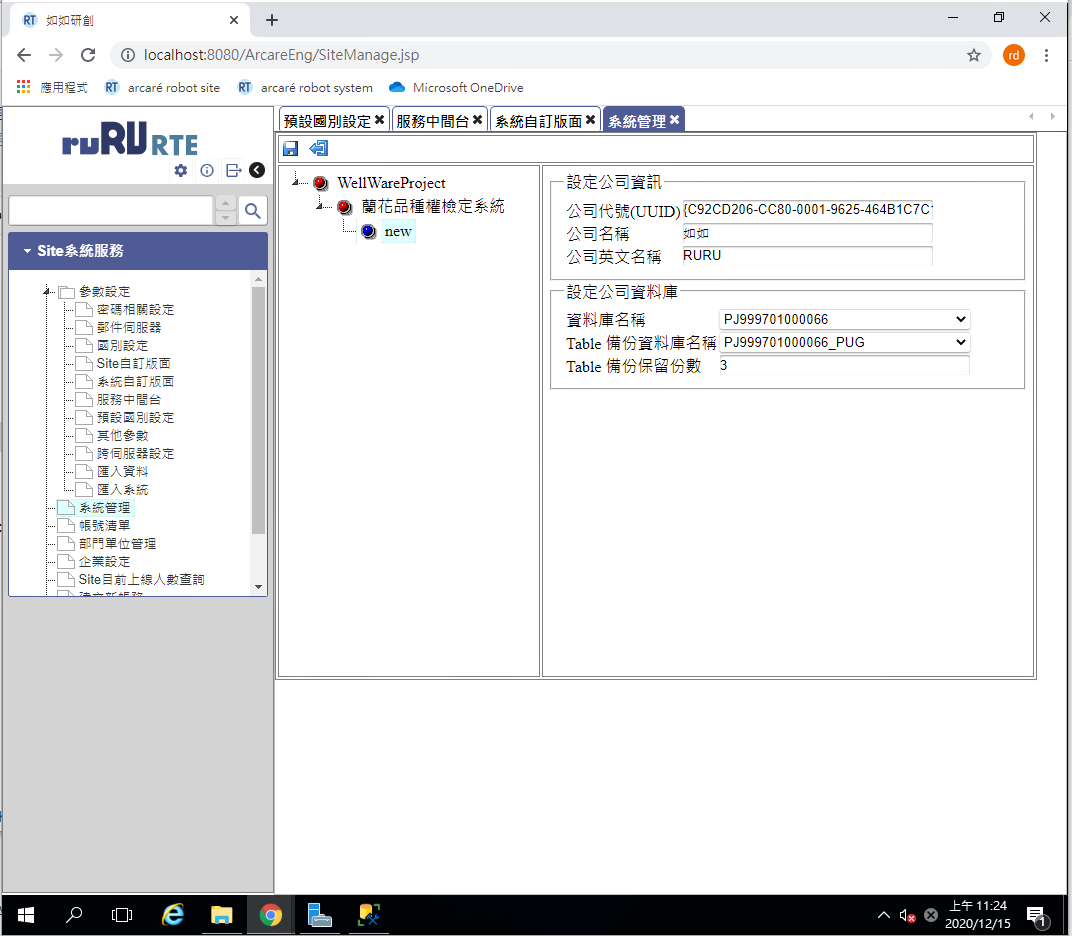 如如研創
localhost:8080/ArcareEng/SiteManage.jsp
rd
應用程式
RT arcaré robot site
RT arcaré robot system
Microsoft OneDrive
ruRU RTE
預設國別設定
服務中間台
系統自訂版面
系統管理
Site系統服務
參數設定
密碼相關設定
郵件伺服器
國別設定
Site自訂版面
系統自訂版面
服務中間台
預設國別設定
其他參數
跨伺服器設定
匯入資料
匯入系統
系統管理
帳號清單
部門單位管理
企業設定
Site目前上線人數查詢
WellWareProject
蘭花品種權檢定系統
new
設定公司資訊
公司代號(UUID) {C92CD206-CC80-0001-9625-464B1C7C1
公司名稱 如如
公司英文名稱 RURU
設定公司資料庫
資料庫名稱 PJ999701000066
Table 備份資料庫名稱 PJ999701000066_PUG
Table 備份保留份數 3
上午 11:24
2020/12/15
1